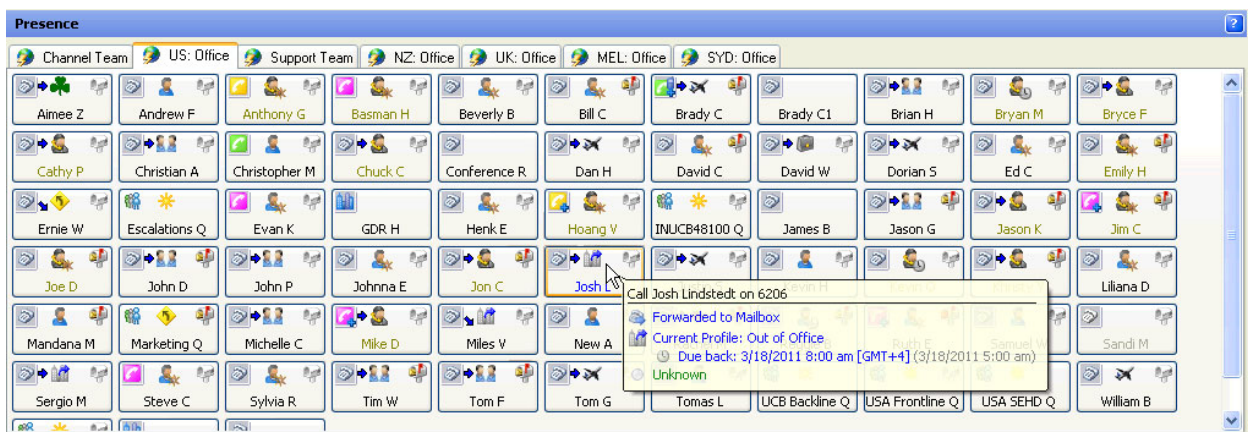 Presence
Channel Team US: Office Support Team NZ: Office UK: Office MEL: Office SYD: Office
Aimee Z Andrew F Anthony G Basman H Beverly B Bill C Brady C Brady C1 Brian H Bryan M Bryce F
Cathy P Christian A Christopher M Chuck C Conference R Dan H David C David W Dorian S Ed C Emily H
Ernie W Escalations Q Evan K GDR H Henk E Hoang V INUCB48100 Q James B Jason G Jason K Jim C
Joe D John D John P Johnna E Jon C Josh L Kevin H Liliana D
Call Josh Lindstedt on 6206
Forwarded to Mailbox
Mandana M Marketing Q Michelle C Mike D Miles V New A Ruth E Samuel W Sandi M
Current Profile: Out of Office
Due back: 3/18/2011 8:00 am [GMT+4] (3/18/2011 5:00 am)
Unknown
Sergio M Steve C Sylvia R Tim W Tom F Tom G Tomas L UCB Backline Q USA Frontline Q USA SEHD Q William B